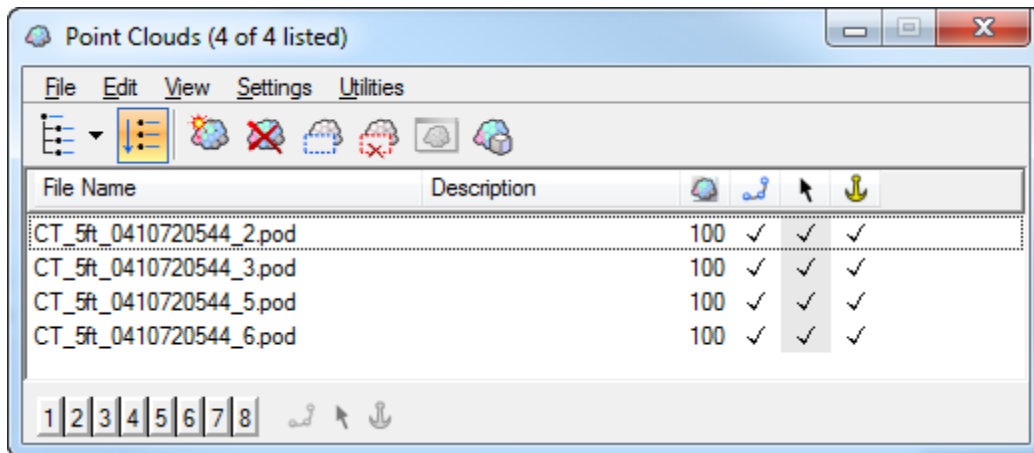 Point Clouds (4 of 4 listed)
File Edit View Settings Utilities
File Name Description
CT_5ft_0410720544_2.pod 100 ✓ ✓ ✓
CT_5ft_0410720544_3.pod 100 ✓ ✓ ✓
CT_5ft_0410720544_5.pod 100 ✓ ✓ ✓
CT_5ft_0410720544_6.pod 100 ✓ ✓ ✓
1 2 3 4 5 6 7 8